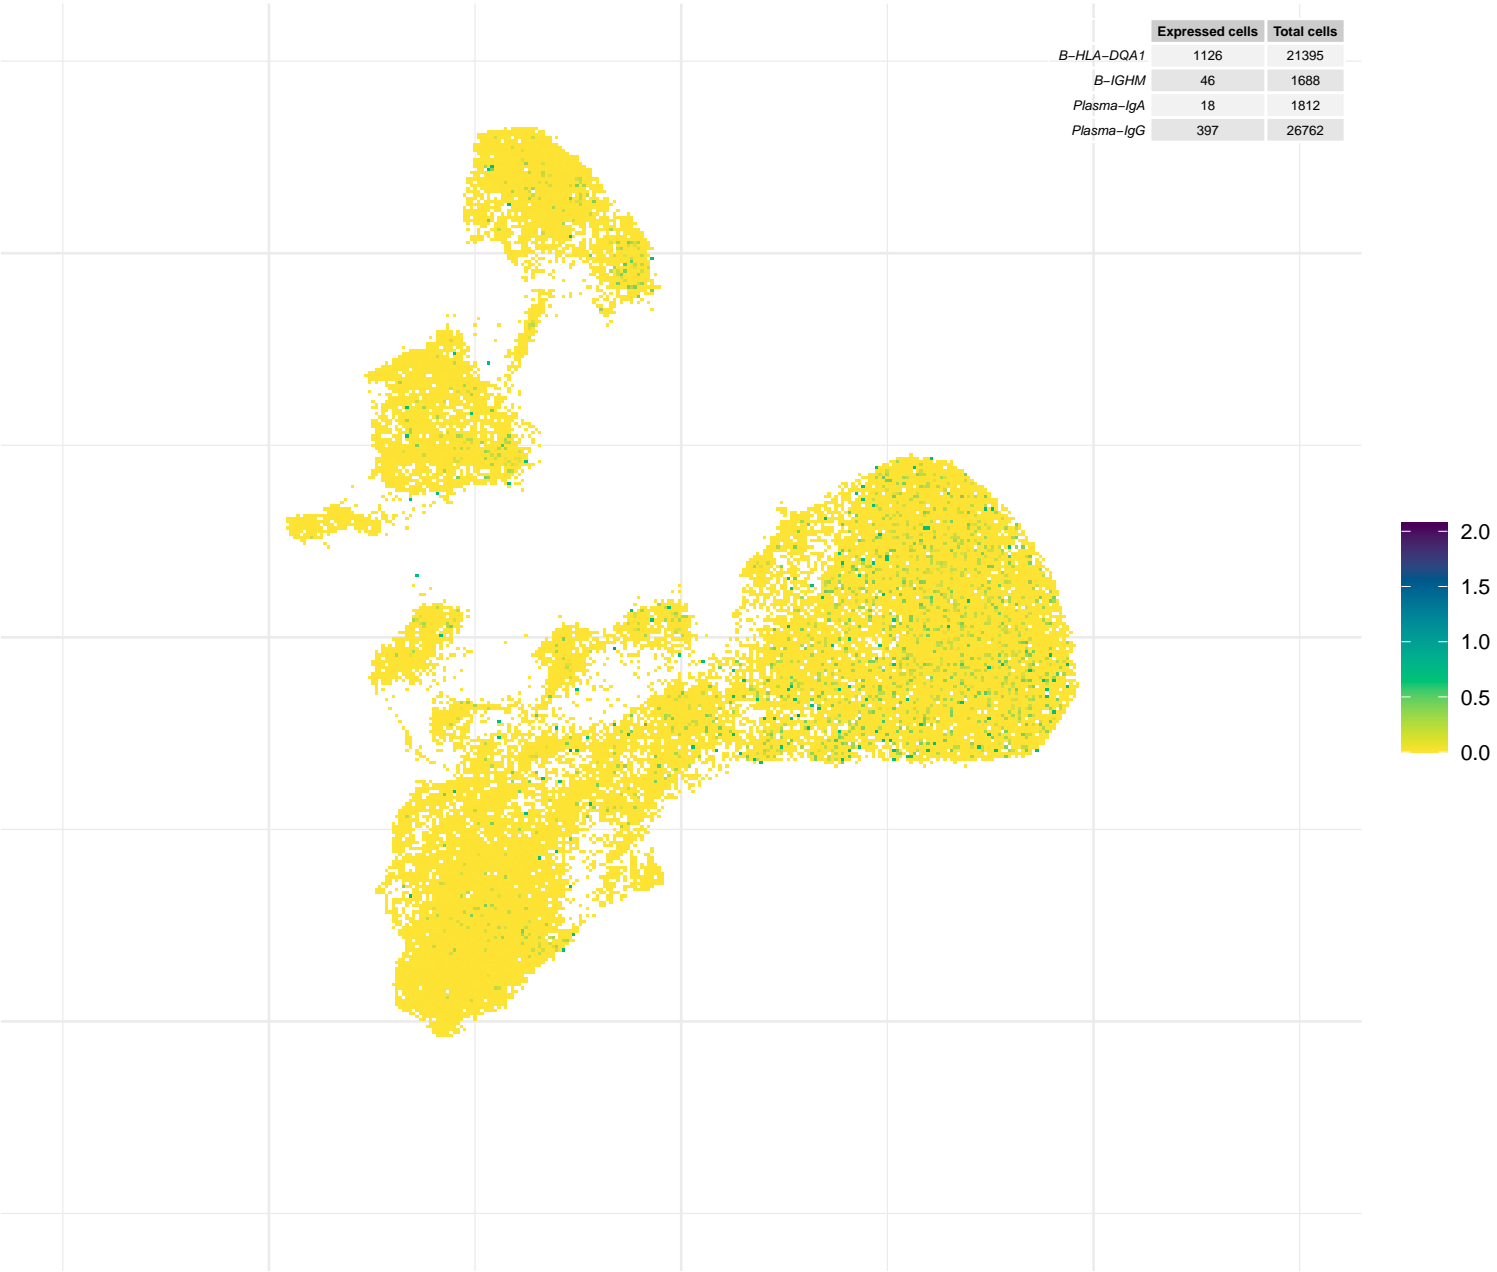 Expressed cells Total cells
B−HLA−DQA1 1126 21395
B−IGHM 46 1688
Plasma−IgA 18 1812
Plasma−IgG 397 26762
2.0
1.5
1.0
0.5
0.0